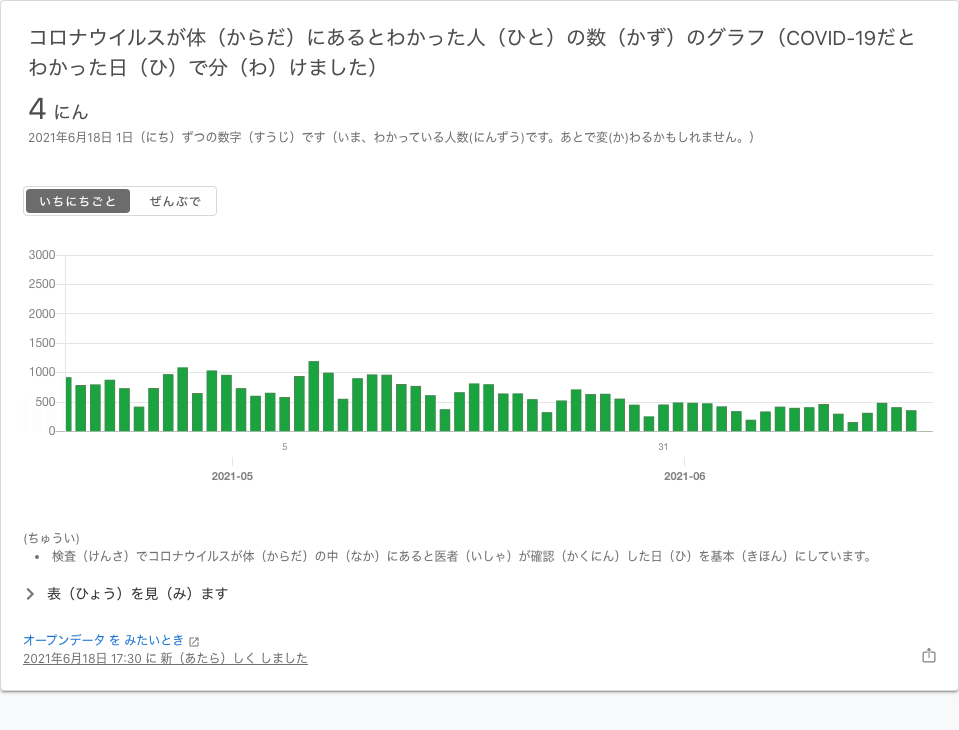 コロナウイルスが体（からだ）にあるとわかった人（ひと）の数（かず）のグラフ（COVID-19だと
わかった日（ひ）で分（わ）けました）
4 にん
2021年6月18日 1日（にち）ずつの数字（すうじ）です（いま、わかっている人数(にんずう)です。あとで変(か)わるかもしれません。）
いちにちごと ぜんぶで
3000
2500
2000
1500
1000
500
0
5 31
2021-05 2021-06
(ちゅうい)
• 検査（けんさ）でコロナウイルスが体（からだ）の中（なか）にあると医者（いしゃ）が確認（かくにん）した日（ひ）を基本（きほん）にしています。
表（ひょう）を見（み）ます
オープンデータ を みたいとき
2021年6月18日 17:30 に 新（あたら）しく しました